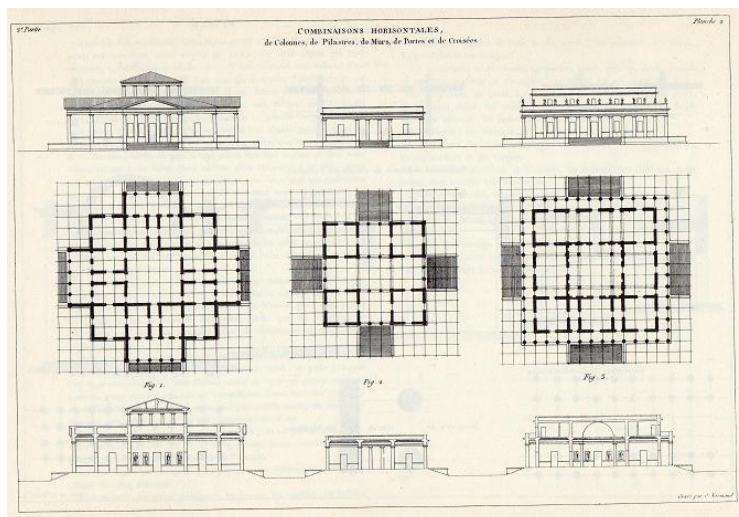 2e Partie
Planche 2
COMBINAISONS HORISONTALES,
de Colonnes, de Pilastres, de Murs, de Portes et de Croisées
Fig. 1.
Fig. 2
Fig. 3.
Gravé par C. Normand